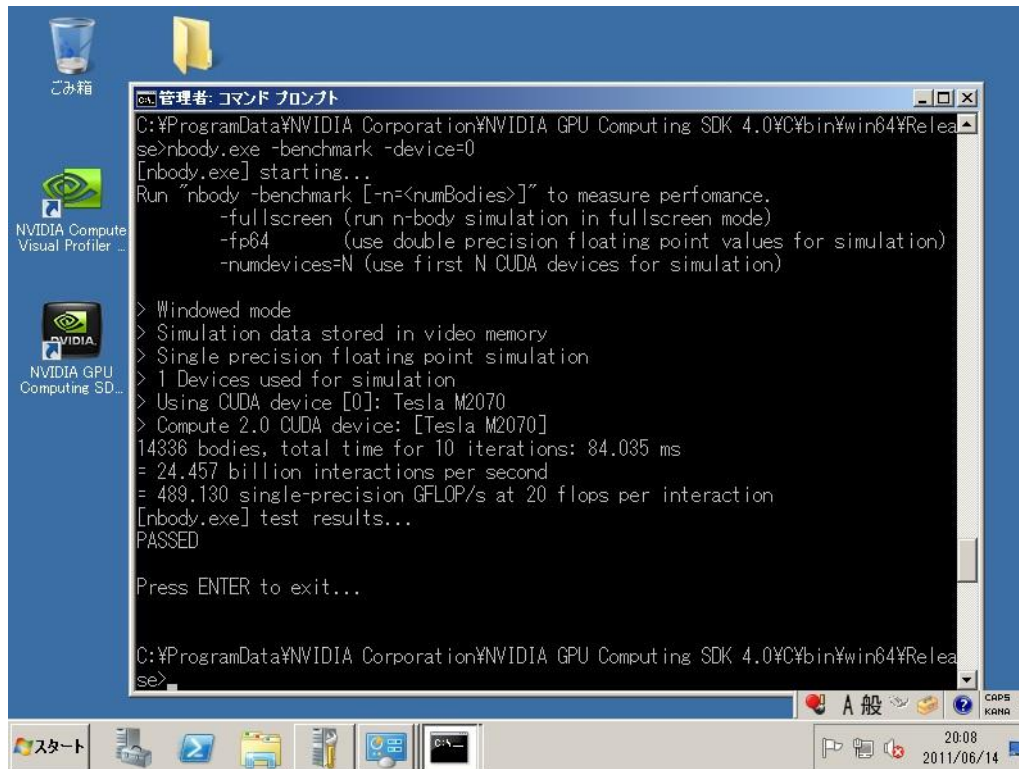 ごみ箱
NVIDIA Compute
Visual Profiler ...
NVIDIA.
NVIDIA GPU
Computing SD...
管理者: コマンド プロンプト
C:¥ProgramData¥NVIDIA Corporation¥NVIDIA GPU Computing SDK 4.0¥C¥bin¥win64¥Relea
se>nbody.exe -benchmark -device=0
[nbody.exe] starting...
Run "nbody -benchmark [-n=<numBodies>]" to measure perfomance.
-fullscreen (run n-body simulation in fullscreen mode)
-fp64 (use double precision floating point values for simulation)
-numdevices=N (use first N CUDA devices for simulation)
> Windowed mode
> Simulation data stored in video memory
> Single precision floating point simulation
> 1 Devices used for simulation
> Using CUDA device [0]: Tesla M2070
> Compute 2.0 CUDA device: [Tesla M2070]
14336 bodies, total time for 10 iterations: 84.035 ms
= 24.457 billion interactions per second
= 489.130 single-precision GFLOP/s at 20 flops per interaction
[nbody.exe] test results...
PASSED
Press ENTER to exit...
C:¥ProgramData¥NVIDIA Corporation¥NVIDIA GPU Computing SDK 4.0¥C¥bin¥win64¥Relea
se>_
A 般
CAPS
KANA
スタート
20:08
2011/06/14